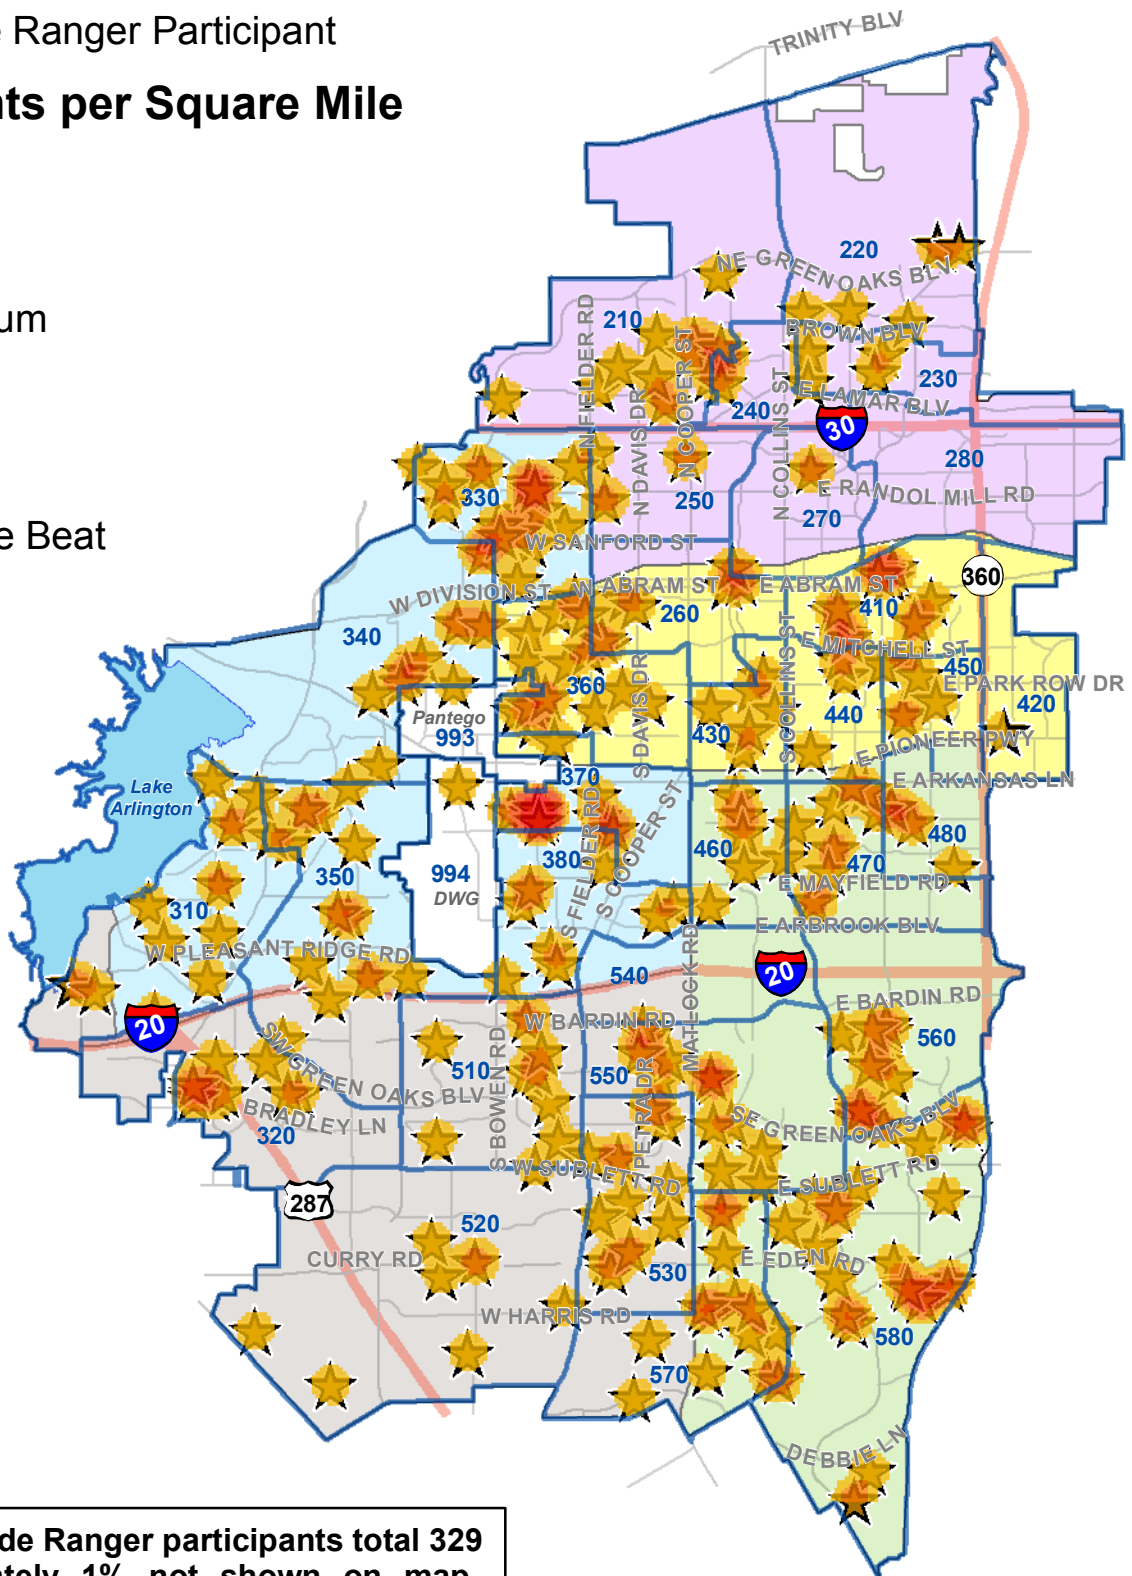 e Ranger Participant
nts per Square Mile
um
e Beat
TRINITY BLV
220
NE GREEN OAKS BLV
210
BROWN BLV
N FIELDER RD
N COOPER ST
230
E LAMAR BLV
240
N DAVIS DR
N COLLINS ST
30
280
330
250
E RANDOL MILL RD
270
W SANFORD ST
360
W DIVISION ST
W ABRAM ST
E ABRAM ST
260
410
340
E MITCHELL ST
450
S COLLINS ST
360
E PARK ROW DR
420
S DAVIS DR
Pantego
993
430
440
E PIONEER PWY
370
E ARKANSAS LN
Lake
Arlington
S FIELDER RD
S COOPER ST
480
460
470
380
350
994
DWG
E MAYFIELD RD
310
E ARBROOK BLV
W PLEASANT RIDGE RD
540
20
MATLOCK RD
E BARDIN RD
20
W BARDIN RD
560
SW GREEN OAKS BLV
510
S BOWEN RD
550
PETRA DR
BRADLEY LN
320
SE GREEN OAKS BLV
W SUBLETT RD
E SUBLETT RD
287
520
CURRY RD
E EDEN RD
530
W HARRIS RD
580
570
DEBBIE LN
de Ranger participants total 329
ately 1% not shown on map.